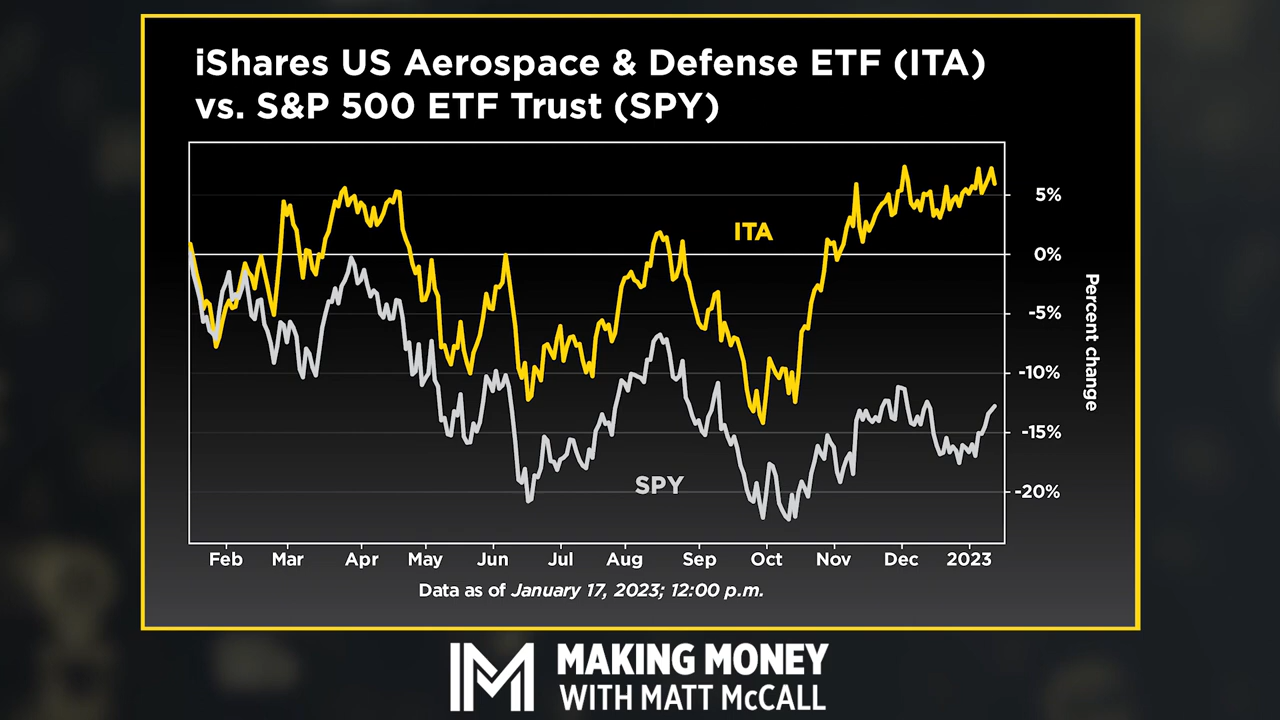 iShares US Aerospace & Defense ETF (ITA)
vs. S&P 500 ETF Trust (SPY)
ITA
SPY
5%
0%
-5%
-10%
-15%
-20%
Percent change
Feb Mar Apr May Jun Jul Aug Sep Oct Nov Dec 2023
Data as of January 17, 2023; 12:00 p.m.
MAKING MONEY
WITH MATT McCALL